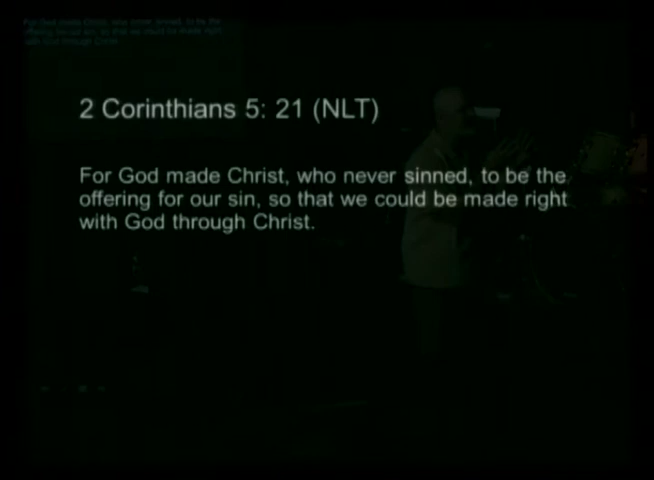 2 Corinthians 5: 21 (NLT)
For God made Christ, who never sinned, to be the
offering for our sin, so that we could be made right
with God through Christ.